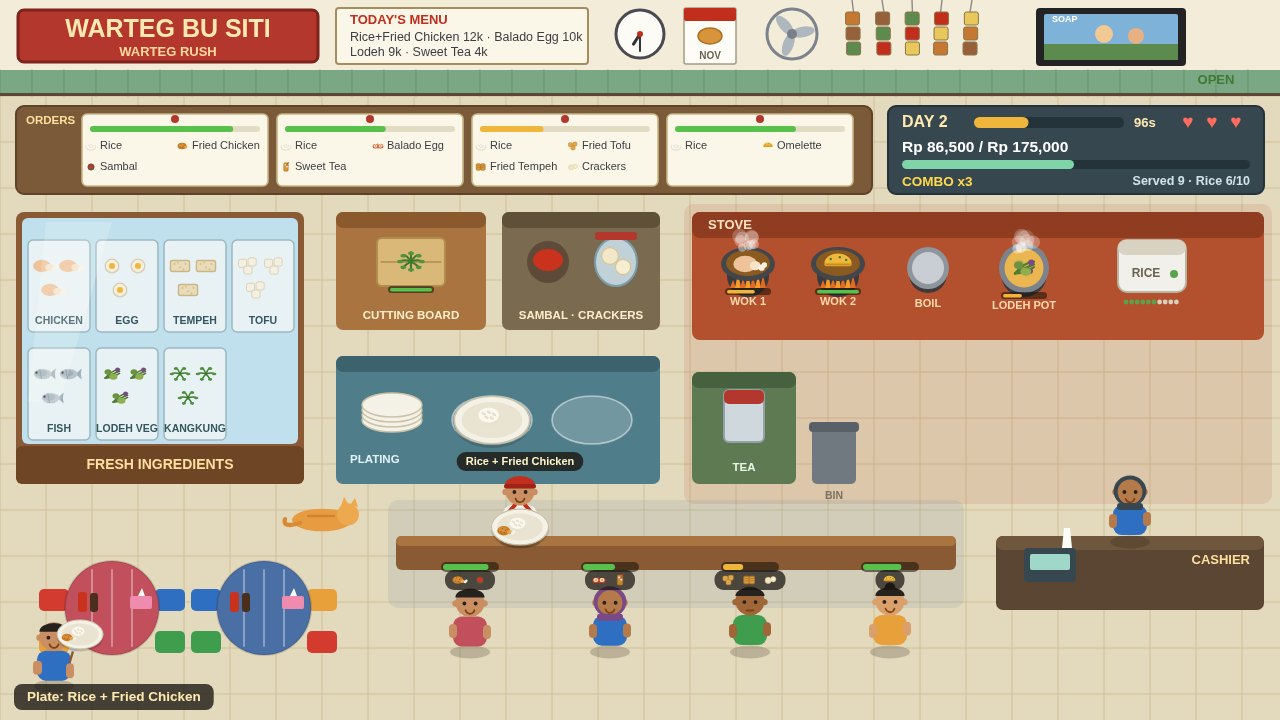 WARTEG BU SITI
WARTEG RUSH
TODAY'S MENU
Rice+Fried Chicken 12k · Balado Egg 10k
Lodeh 9k · Sweet Tea 4k
NOV
SOAP
OPEN
ORDERS
Rice
Fried Chicken
Sambal
Rice
Balado Egg
Sweet Tea
Rice
Fried Tofu
Fried Tempeh
Crackers
Rice
Omelette
DAY 2
96s
Rp 86,500 / Rp 175,000
COMBO x3
Served 9 · Rice 6/10
CHICKEN
EGG
TEMPEH
TOFU
FISH
LODEH VEG
KANGKUNG
FRESH INGREDIENTS
CUTTING BOARD
SAMBAL · CRACKERS
STOVE
WOK 1
WOK 2
BOIL
LODEH POT
RICE
PLATING
Rice + Fried Chicken
TEA
BIN
CASHIER
Plate: Rice + Fried Chicken